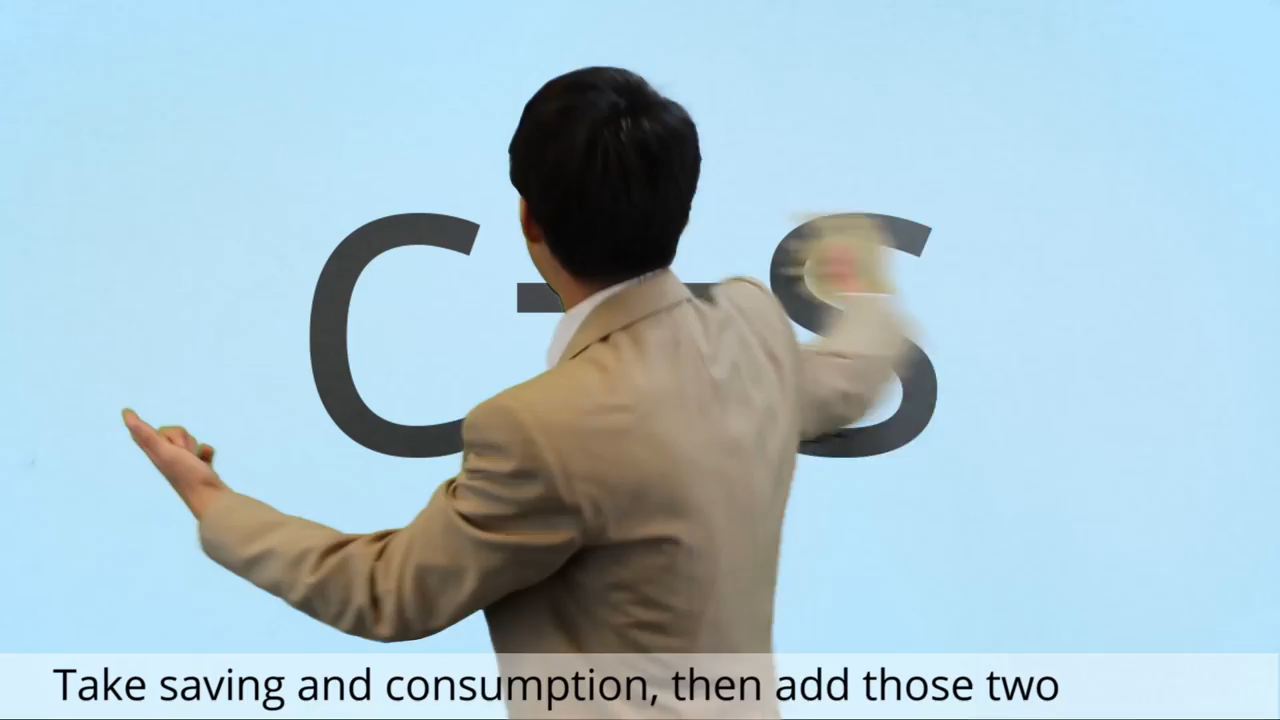 C + S
Take saving and consumption, then add those two